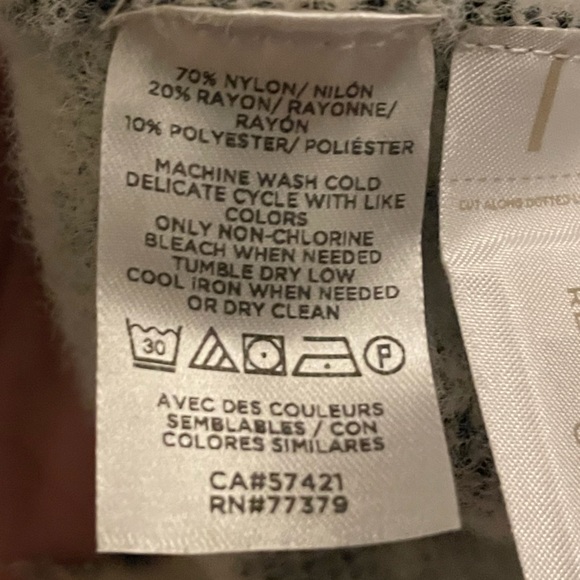 70% NYLON/ NILÓN
20% RAYON/ RAYONNE/
RAYÓN
10% POLYESTER/ POLIÉSTER
MACHINE WASH COLD
DELICATE CYCLE WITH LIKE
COLORS
ONLY NON-CHLORINE
BLEACH WHEN NEEDED
TUMBLE DRY LOW
COOL IRON WHEN NEEDED
OR DRY CLEAN
30 P
AVEC DES COULEURS
SEMBLABLES / CON
COLORES SIMILARES
CA#57421
RN#77379
CUT ALONG DOTTED